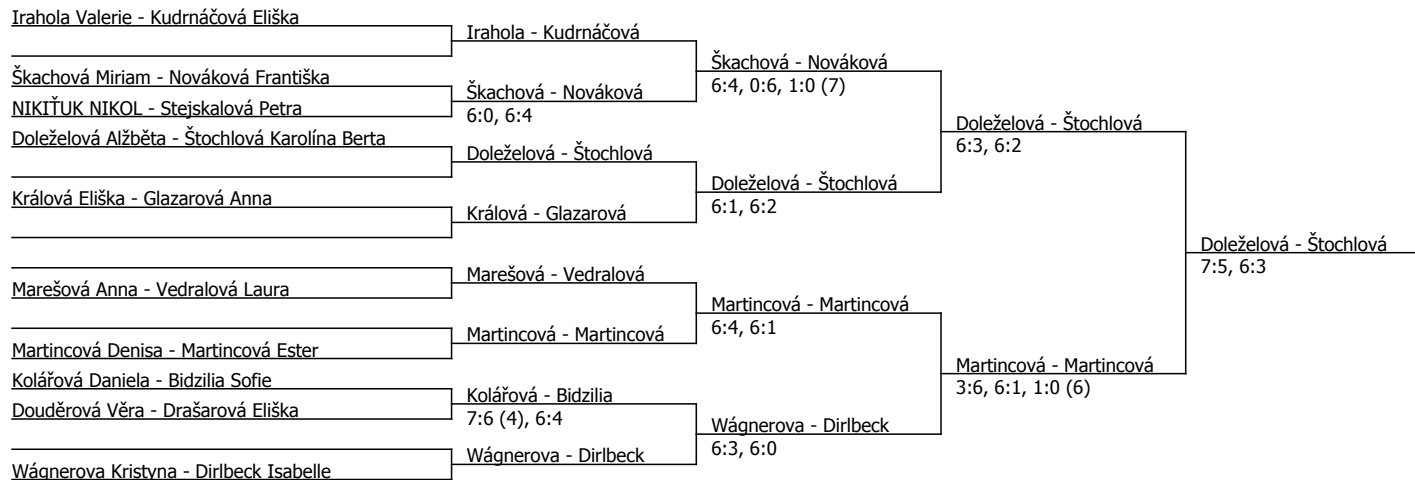 Irahola Valerie - Kudrnáčová Eliška
Škachová Miriam - Nováková Františka
NIKIŤUK NIKOL - Stejskalová Petra
Doleželová Alžběta - Štochlová Karolína Berta
Králová Eliška - Glazarová Anna
Marešová Anna - Vedralová Laura
Martincová Denisa - Martincová Ester
Kolářová Daniela - Bidzilia Sofie
Douděrová Věra - Drašarová Eliška
Wágnerova Kristyna - Dirlbeck Isabelle
Irahola - Kudrnáčová
Škachová - Nováková
6:0, 6:4
Doleželová - Štochlová
Králová - Glazarová
Marešová - Vedralová
Martincová - Martincová
Kolářová - Bidzilia
7:6 (4), 6:4
Wágnerova - Dirlbeck
Škachová - Nováková
6:4, 0:6, 1:0 (7)
Doleželová - Štochlová
6:1, 6:2
Martincová - Martincová
6:4, 6:1
Wágnerova - Dirlbeck
6:3, 6:0
Doleželová - Štochlová
6:3, 6:2
Martincová - Martincová
3:6, 6:1, 1:0 (6)
Doleželová - Štochlová
7:5, 6:3